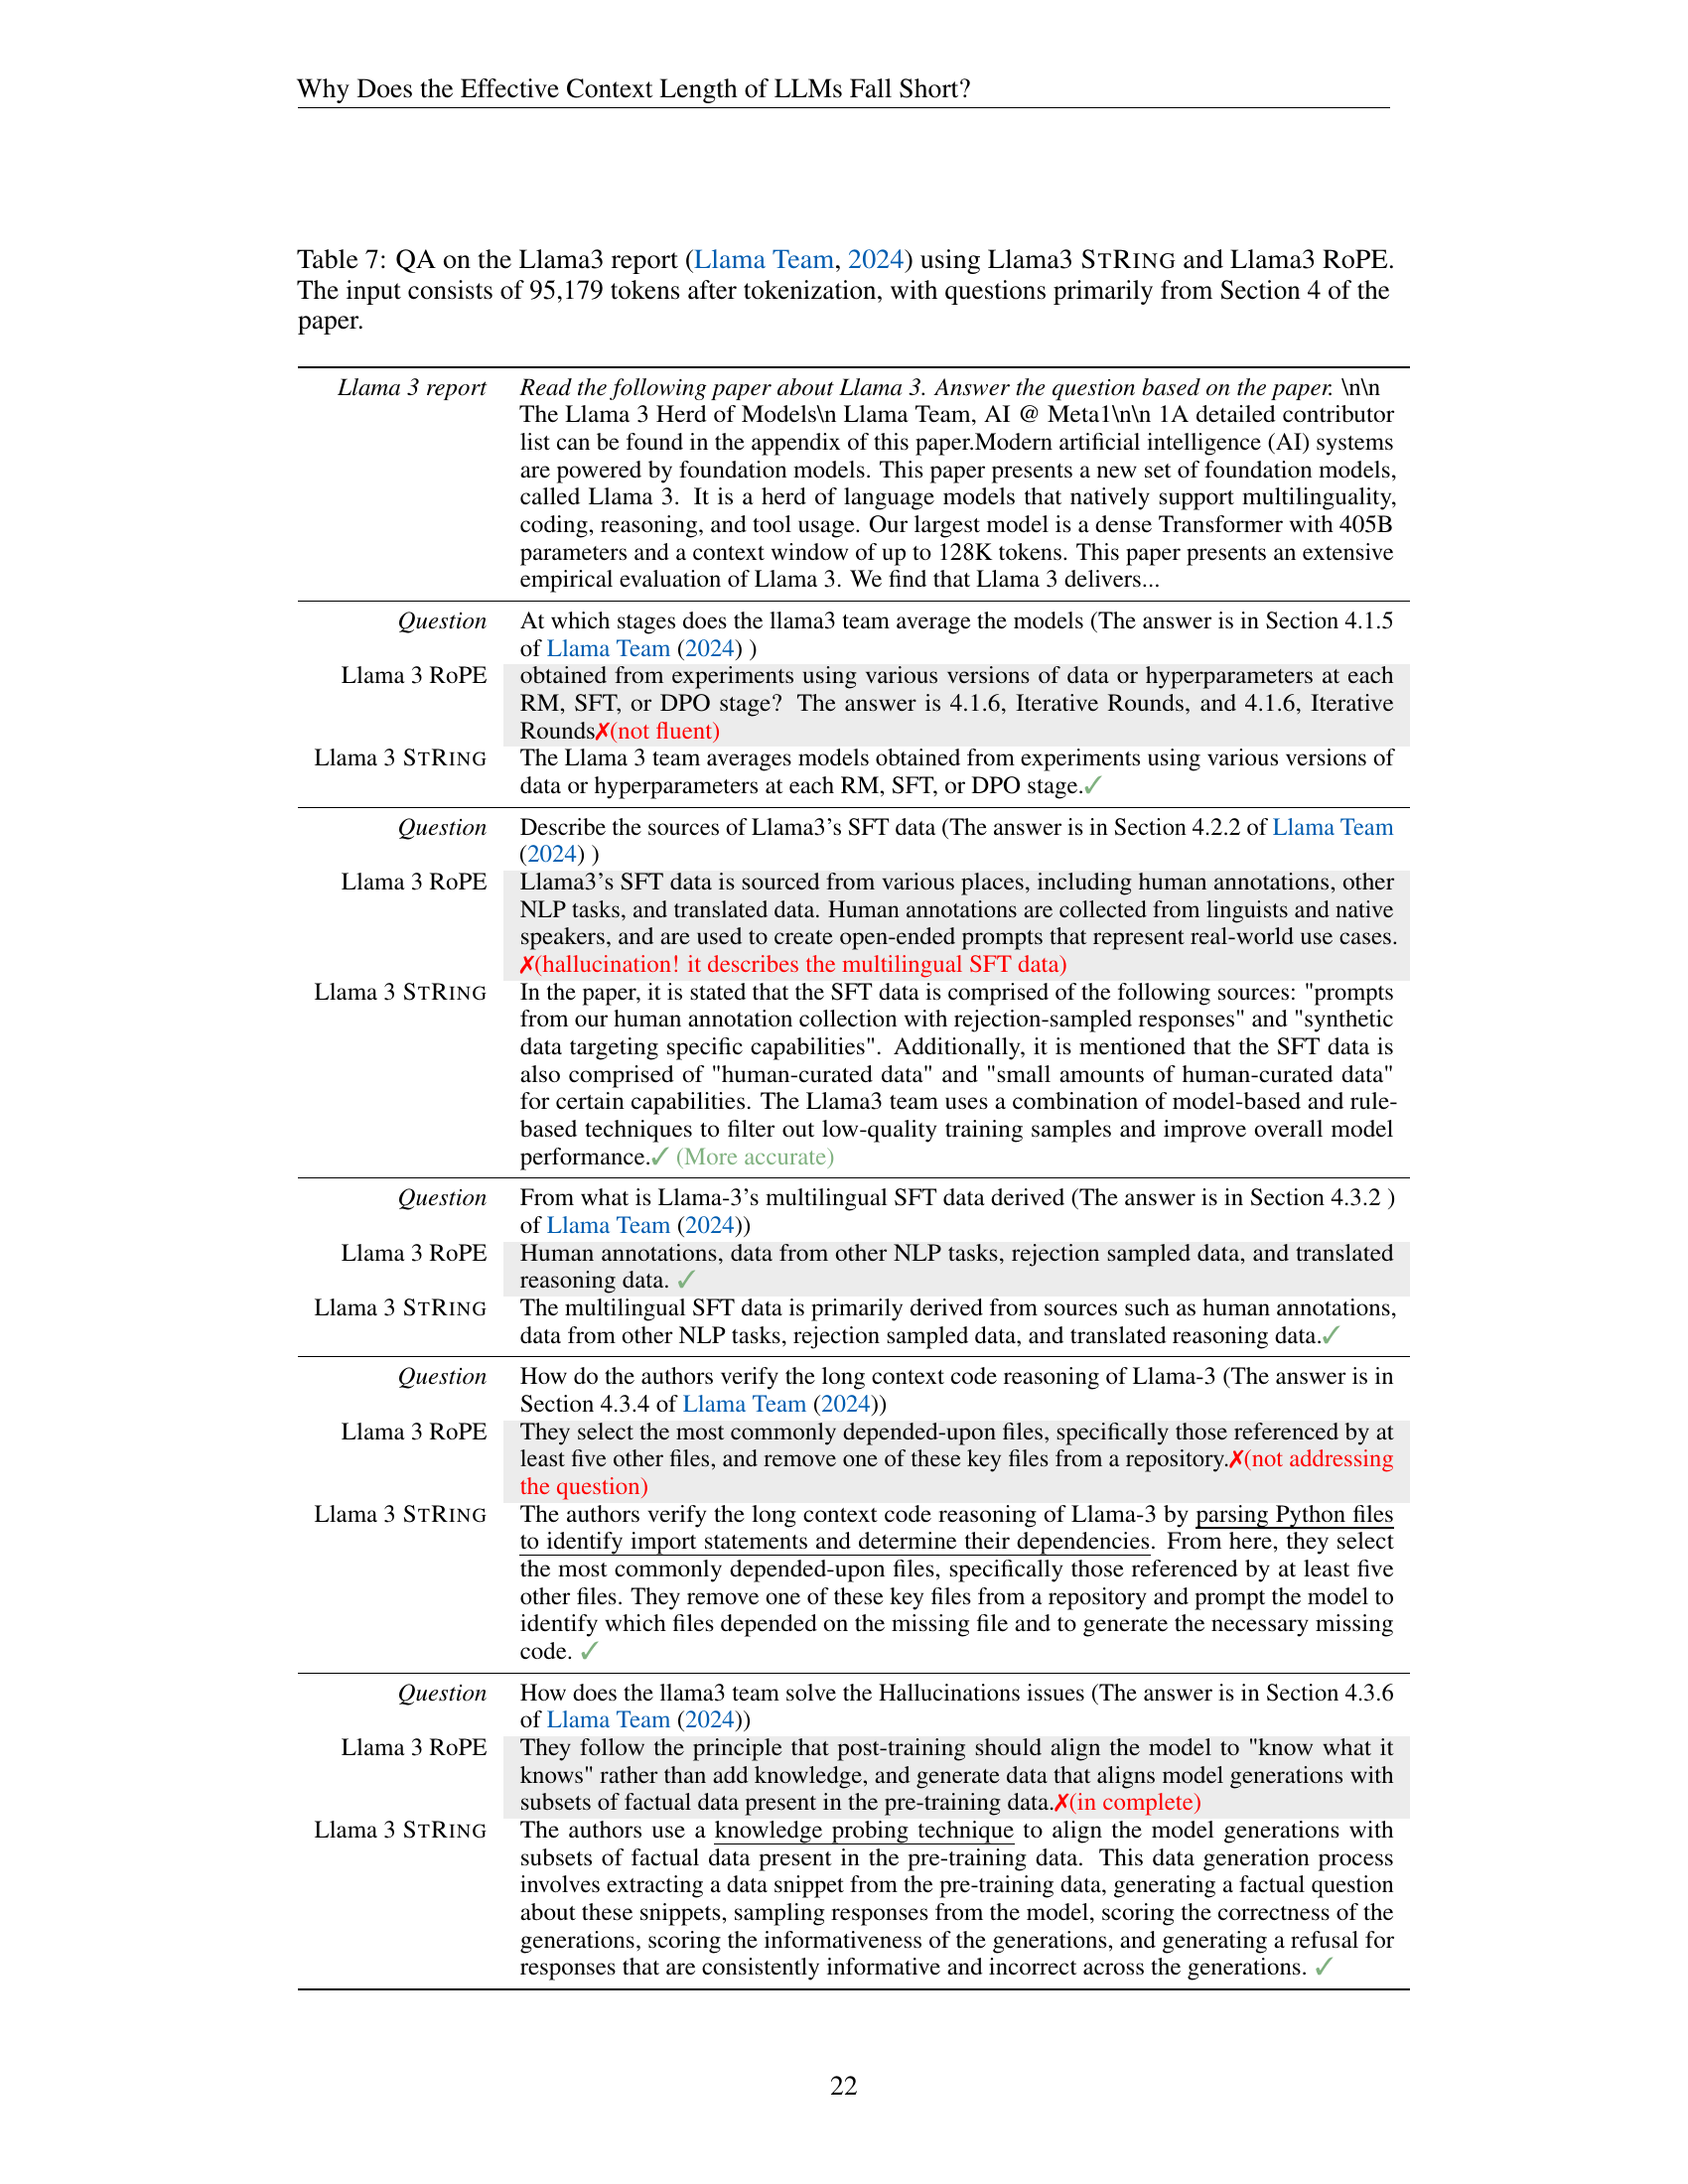 Why Does the Effective Context Length of LLMs Fall Short?
Table 7: QA on the Llama3 report (Llama Team, 2024) using Llama3 STRING and Llama3 RoPE.
The input consists of 95,179 tokens after tokenization, with questions primarily from Section 4 of the
paper.
Llama 3 report Read the following paper about Llama 3. Answer the question based on the paper. \n\n
The Llama 3 Herd of Models\n Llama Team, AI @ Meta1\n\n 1A detailed contributor
list can be found in the appendix of this paper.Modern artificial intelligence (AI) systems
are powered by foundation models. This paper presents a new set of foundation models,
called Llama 3. It is a herd of language models that natively support multilinguality,
coding, reasoning, and tool usage. Our largest model is a dense Transformer with 405B
parameters and a context window of up to 128K tokens. This paper presents an extensive
empirical evaluation of Llama 3. We find that Llama 3 delivers...
Question At which stages does the llama3 team average the models (The answer is in Section 4.1.5
of Llama Team (2024) )
Llama 3 RoPE obtained from experiments using various versions of data or hyperparameters at each
RM, SFT, or DPO stage? The answer is 4.1.6, Iterative Rounds, and 4.1.6, Iterative
Rounds✗(not fluent)
Llama 3 STRING The Llama 3 team averages models obtained from experiments using various versions of
data or hyperparameters at each RM, SFT, or DPO stage.✓
Question Describe the sources of Llama3's SFT data (The answer is in Section 4.2.2 of Llama Team
(2024) )
Llama 3 RoPE Llama3's SFT data is sourced from various places, including human annotations, other
NLP tasks, and translated data. Human annotations are collected from linguists and native
speakers, and are used to create open-ended prompts that represent real-world use cases.
✗(hallucination! it describes the multilingual SFT data)
Llama 3 STRING In the paper, it is stated that the SFT data is comprised of the following sources: "prompts
from our human annotation collection with rejection-sampled responses" and "synthetic
data targeting specific capabilities". Additionally, it is mentioned that the SFT data is
also comprised of "human-curated data" and "small amounts of human-curated data"
for certain capabilities. The Llama3 team uses a combination of model-based and rule-
based techniques to filter out low-quality training samples and improve overall model
performance.✓ (More accurate)
Question From what is Llama-3's multilingual SFT data derived (The answer is in Section 4.3.2 )
of Llama Team (2024))
Llama 3 RoPE Human annotations, data from other NLP tasks, rejection sampled data, and translated
reasoning data. ✓
Llama 3 STRING The multilingual SFT data is primarily derived from sources such as human annotations,
data from other NLP tasks, rejection sampled data, and translated reasoning data.✓
Question How do the authors verify the long context code reasoning of Llama-3 (The answer is in
Section 4.3.4 of Llama Team (2024))
Llama 3 RoPE They select the most commonly depended-upon files, specifically those referenced by at
least five other files, and remove one of these key files from a repository.✗(not addressing
the question)
Llama 3 STRING The authors verify the long context code reasoning of Llama-3 by parsing Python files
to identify import statements and determine their dependencies. From here, they select
the most commonly depended-upon files, specifically those referenced by at least five
other files. They remove one of these key files from a repository and prompt the model to
identify which files depended on the missing file and to generate the necessary missing
code. ✓
Question How does the llama3 team solve the Hallucinations issues (The answer is in Section 4.3.6
of Llama Team (2024))
Llama 3 RoPE They follow the principle that post-training should align the model to "know what it
knows" rather than add knowledge, and generate data that aligns model generations with
subsets of factual data present in the pre-training data.✗(in complete)
Llama 3 STRING The authors use a knowledge probing technique to align the model generations with
subsets of factual data present in the pre-training data. This data generation process
involves extracting a data snippet from the pre-training data, generating a factual question
about these snippets, sampling responses from the model, scoring the correctness of the
generations, scoring the informativeness of the generations, and generating a refusal for
responses that are consistently informative and incorrect across the generations. ✓
22